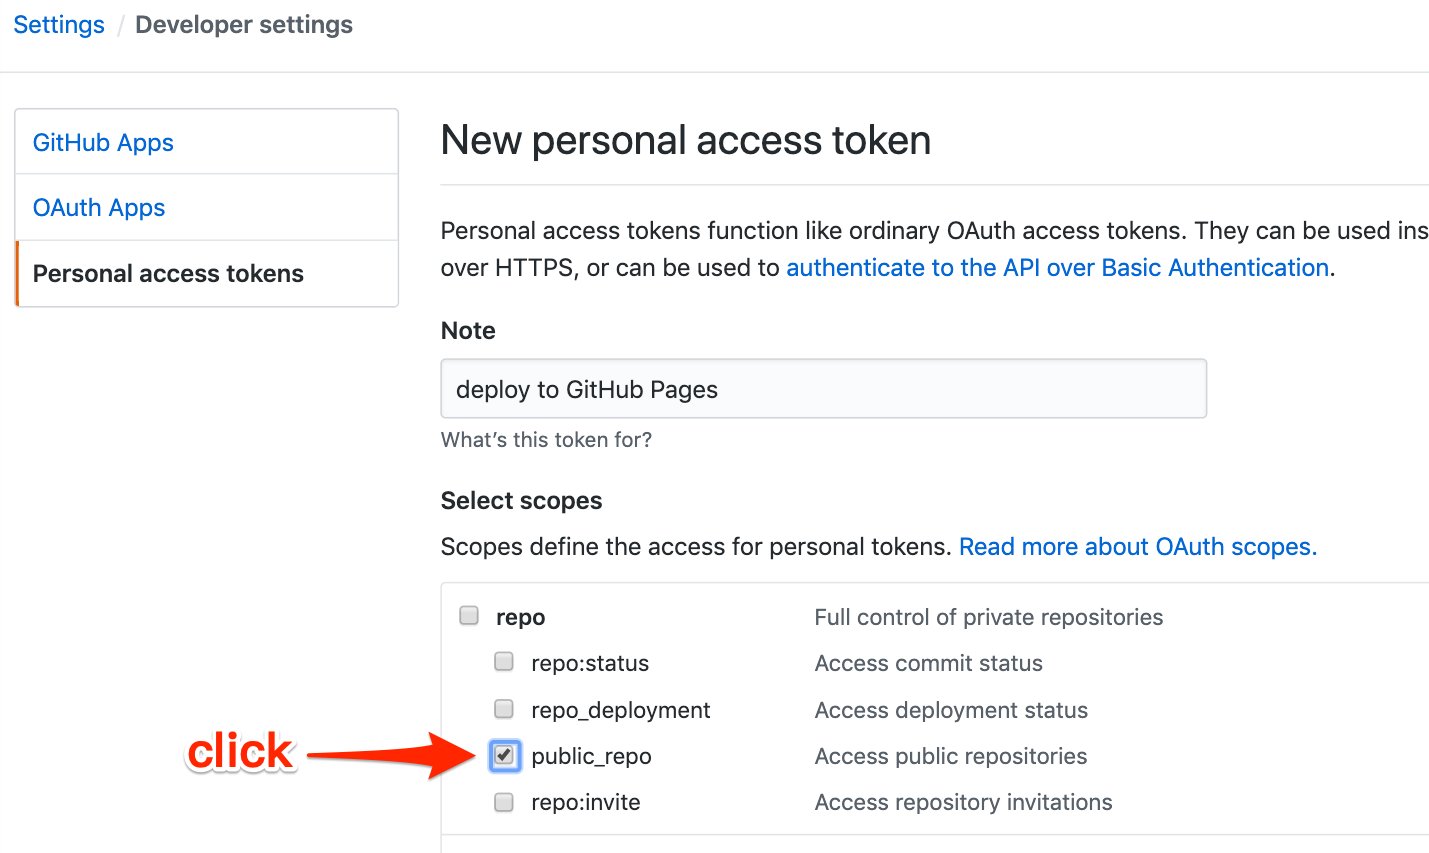 Settings / Developer settings
GitHub Apps
OAuth Apps
Personal access tokens
New personal access token
Personal access tokens function like ordinary OAuth access tokens. They can be used ins
over HTTPS, or can be used to authenticate to the API over Basic Authentication.
Note
deploy to GitHub Pages
What's this token for?
Select scopes
Scopes define the access for personal tokens. Read more about OAuth scopes.
repo Full control of private repositories
repo:status Access commit status
repo_deployment Access deployment status
click public_repo Access public repositories
repo:invite Access repository invitations